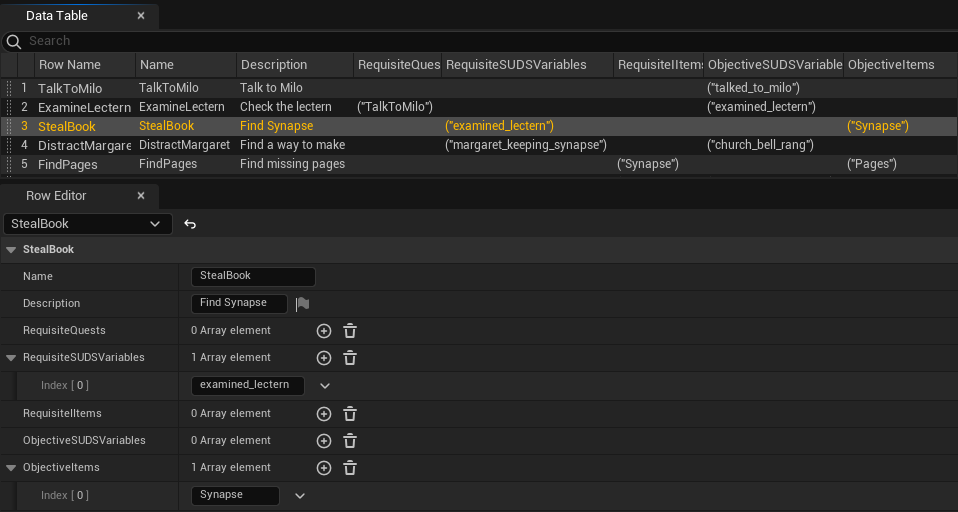 Data Table ×
Search
Row Name Name Description RequisiteQues RequisiteSUDSVariables RequisiteIItems ObjectiveSUDSVariable ObjectiveItems
1 TalkToMilo TalkToMilo Talk to Milo ("talked_to_milo")
2 ExamineLectern ExamineLectern Check the lectern ("TalkToMilo") ("examined_lectern")
3 StealBook StealBook Find Synapse ("examined_lectern") ("Synapse")
4 DistractMargare DistractMargaret Find a way to make ("margaret_keeping_synapse") ("church_bell_rang")
5 FindPages FindPages Find missing pages ("Synapse") ("Pages")
Row Editor ×
StealBook
StealBook
Name StealBook
Description Find Synapse
RequisiteQuests 0 Array element
RequisiteSUDSVariables 1 Array element
Index [ 0 ] examined_lectern
RequisiteIItems 0 Array element
ObjectiveSUDSVariables 0 Array element
ObjectiveItems 1 Array element
Index [ 0 ] Synapse